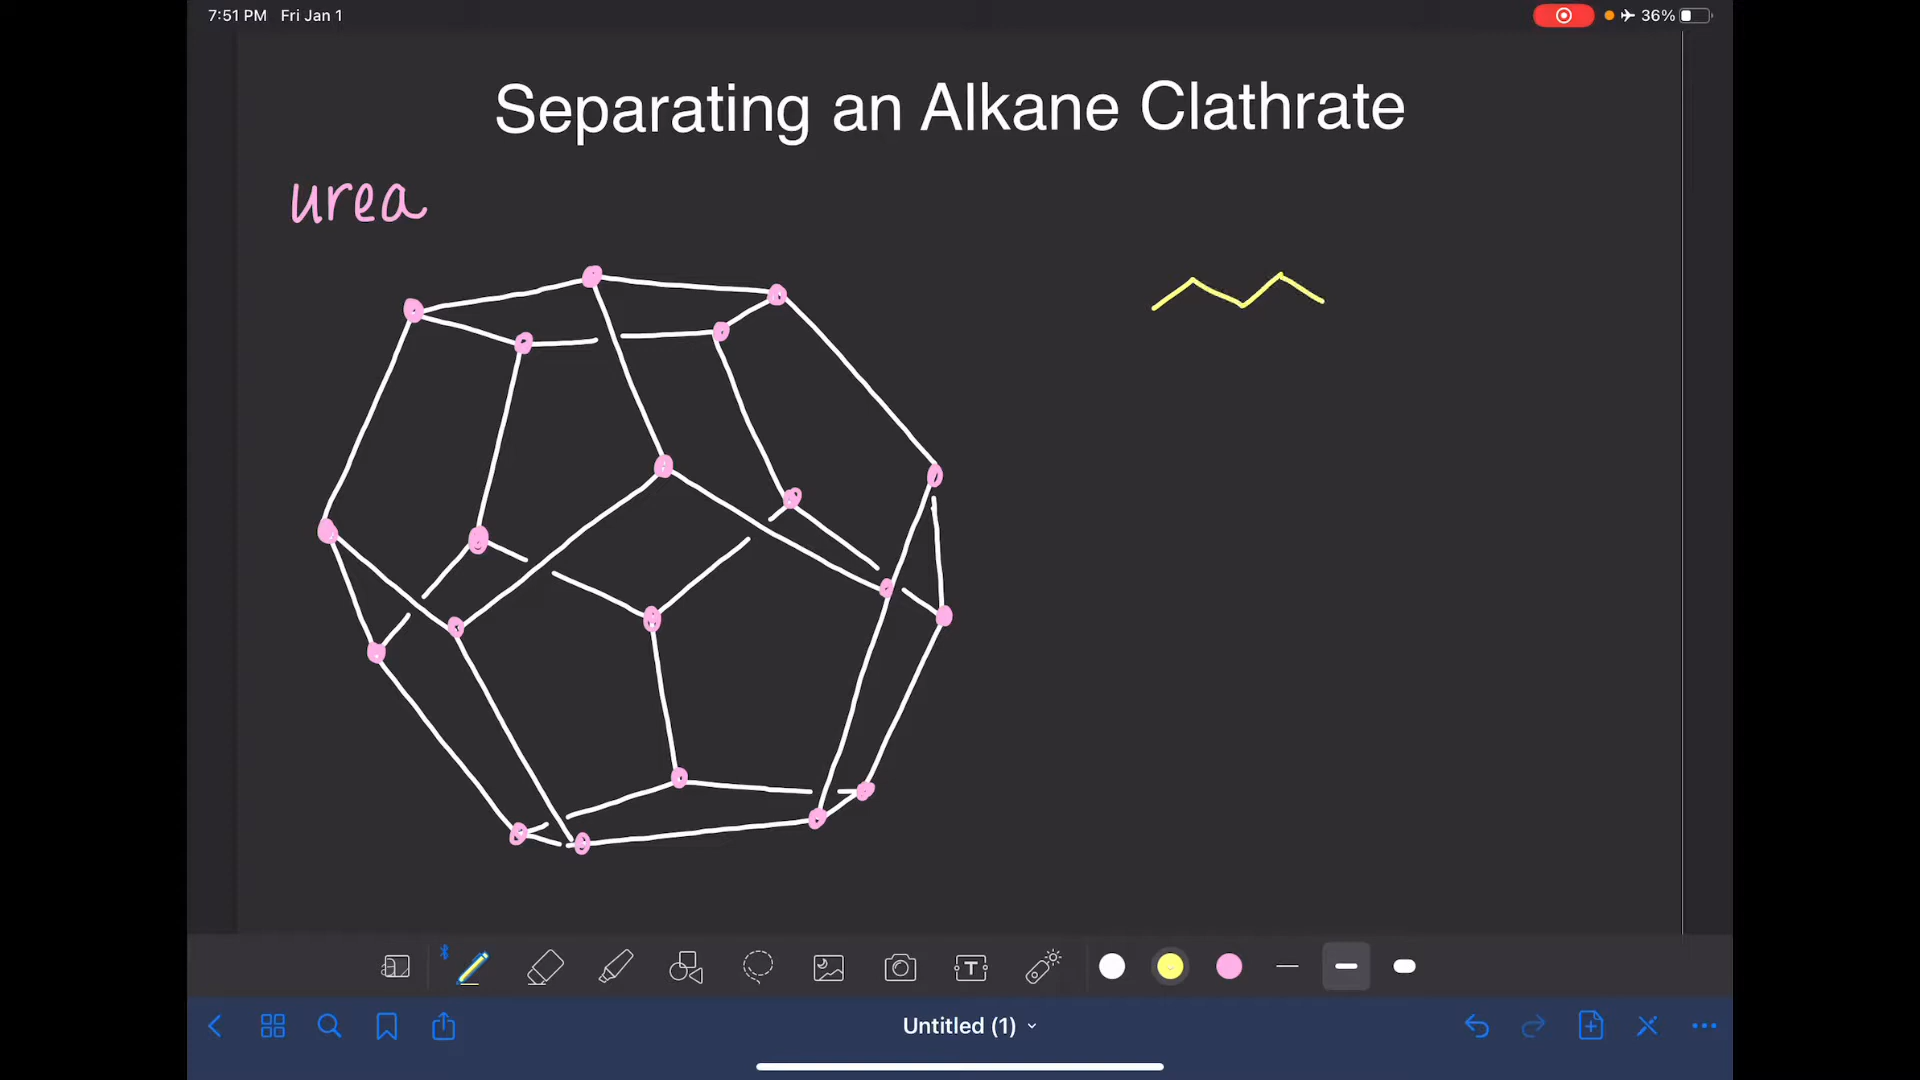 7:51 PM Fri Jan 1
36%
Separating an Alkane Clathrate
urea
T
Untitled (1)